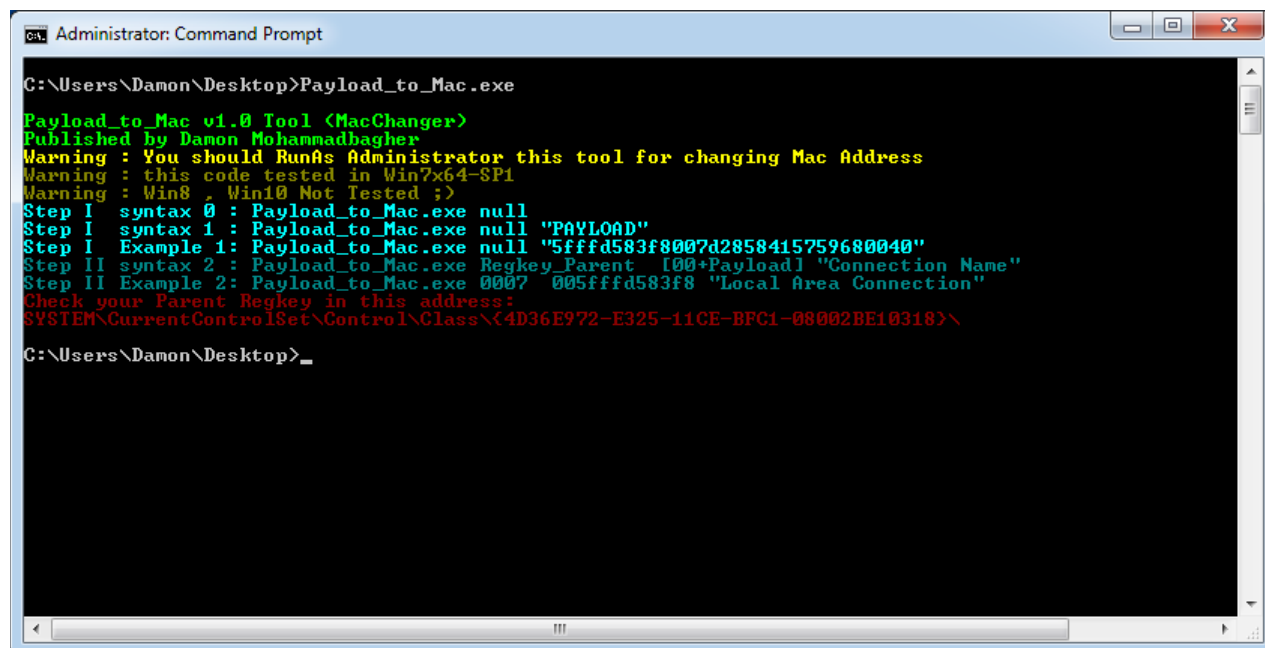 Administrator: Command Prompt
C:\Users\Damon\Desktop>Payload_to_Mac.exe
Payload_to_Mac v1.0 Tool (MacChanger)
Published by Damon Mohammadbagher
Warning : You should RunAs Administrator this tool for changing Mac Address
Warning : this code tested in Win7x64-SP1
Warning : Win8 , Win10 Not Tested ;)
Step I  syntax 0 : Payload_to_Mac.exe null
Step I  syntax 1 : Payload_to_Mac.exe null "PAYLOAD"
Step I  Example 1: Payload_to_Mac.exe null "5fffd583f8007d2858415759680040"
Step II syntax 2 : Payload_to_Mac.exe Regkey_Parent  [00+Payload] "Connection Name"
Step II Example 2: Payload_to_Mac.exe 0007  005fffd583f8 "Local Area Connection"
Check your Parent Regkey in this address:
SYSTEM\CurrentControlSet\Control\Class\{4D36E972-E325-11CE-BFC1-08002BE10318}\
C:\Users\Damon\Desktop>_